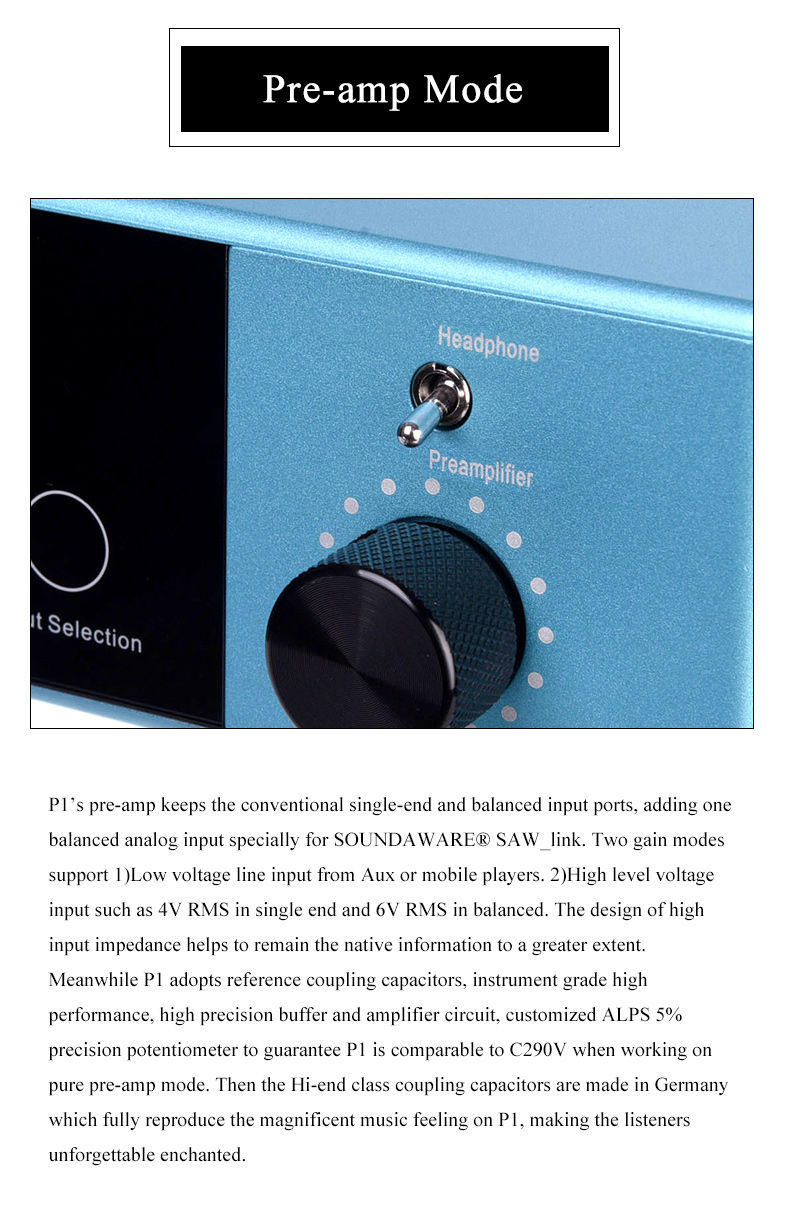 Pre-amp Mode
Headphone
Preamplifier
ut Selection
P1’s pre-amp keeps the conventional single-end and balanced input ports, adding one
balanced analog input specially for SOUNDAWARE® SAW_link. Two gain modes
support 1)Low voltage line input from Aux or mobile players. 2)High level voltage
input such as 4V RMS in single end and 6V RMS in balanced. The design of high
input impedance helps to remain the native information to a greater extent.
Meanwhile P1 adopts reference coupling capacitors, instrument grade high
performance, high precision buffer and amplifier circuit, customized ALPS 5%
precision potentiometer to guarantee P1 is comparable to C290V when working on
pure pre-amp mode. Then the Hi-end class coupling capacitors are made in Germany
which fully reproduce the magnificent music feeling on P1, making the listeners
unforgettable enchanted.